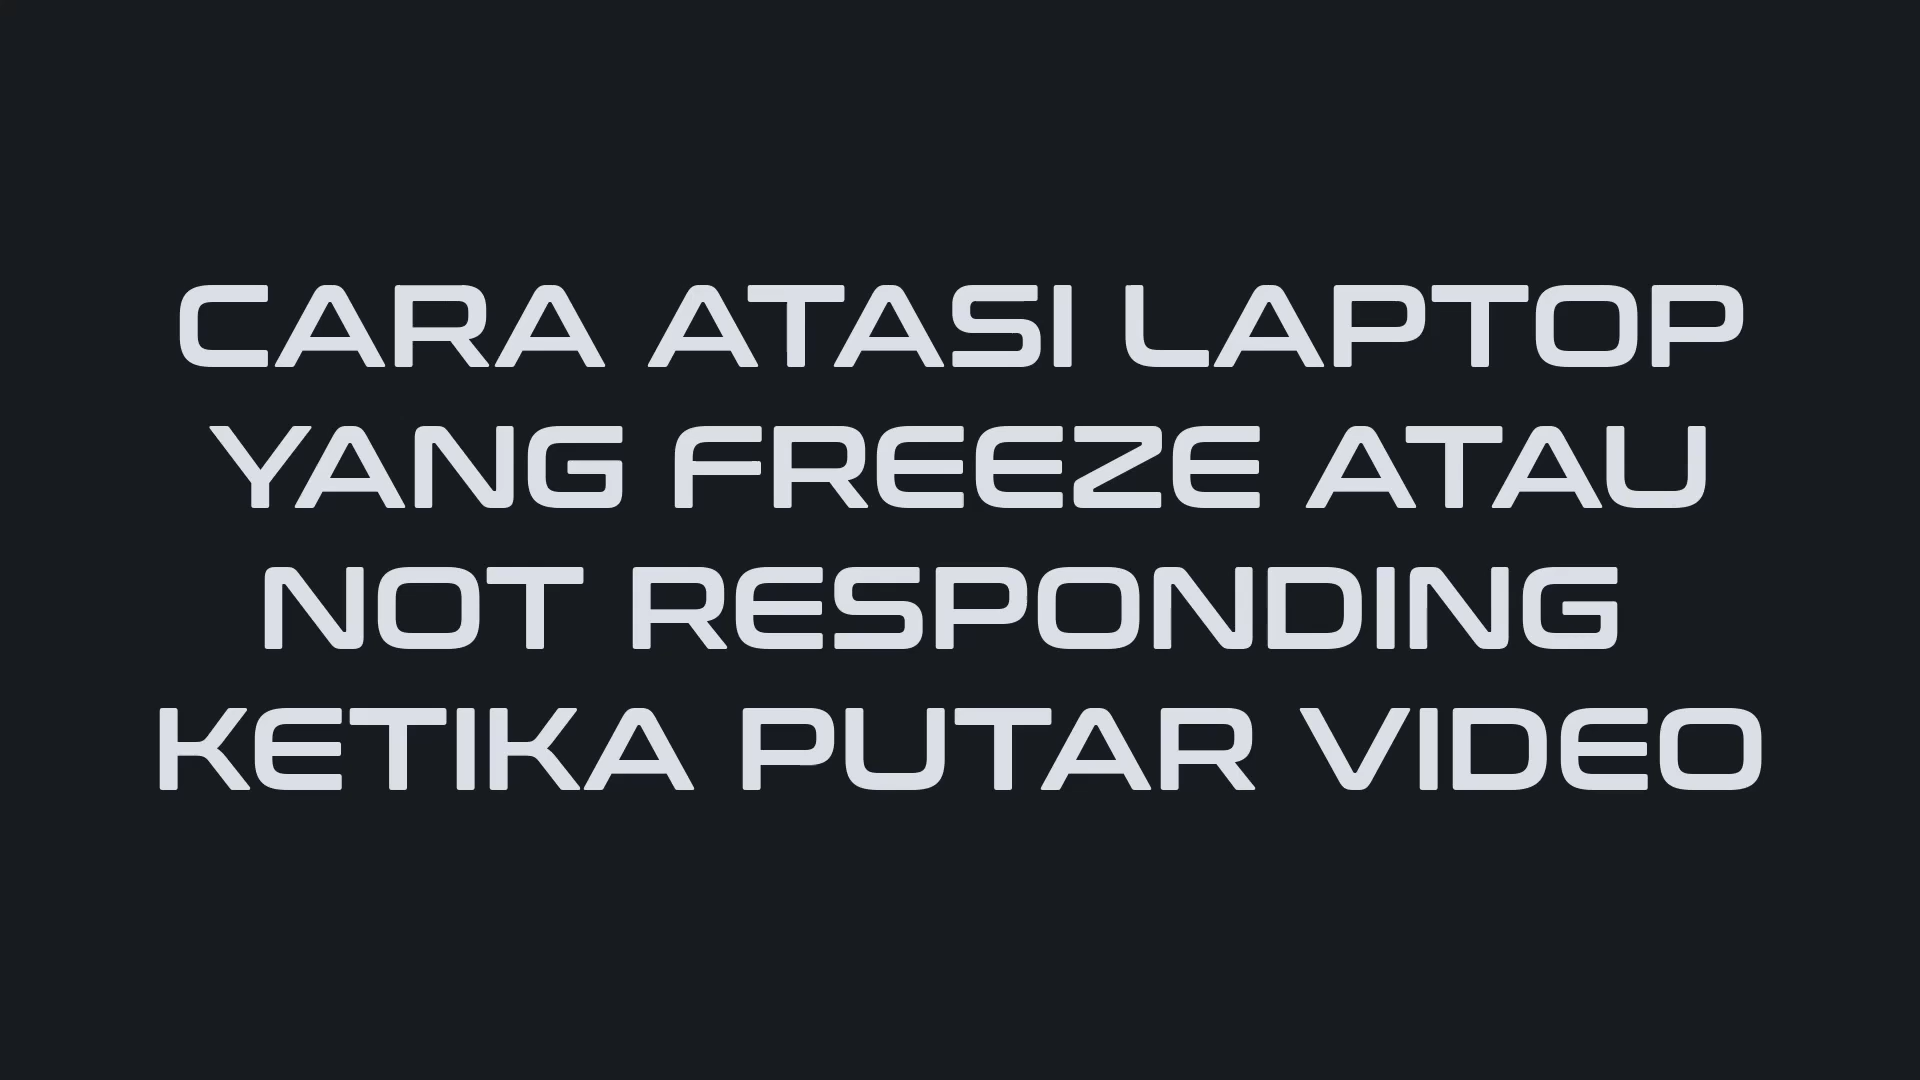 CARA ATASI LAPTOP
YANG FREEZE ATAU
NOT RESPONDING
KETIKA PUTAR VIDEO